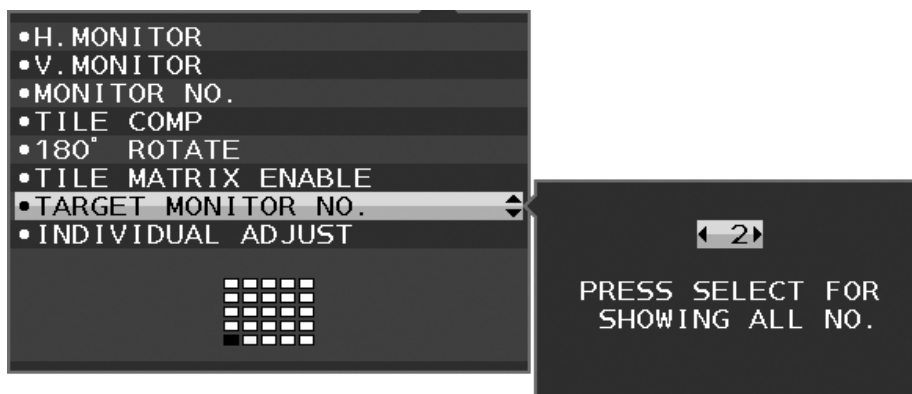 •H.MONITOR
•V.MONITOR
•MONITOR NO.
•TILE COMP
•180° ROTATE
•TILE MATRIX ENABLE
•TARGET MONITOR NO.
•INDIVIDUAL ADJUST
2
PRESS SELECT FOR
SHOWING ALL NO.